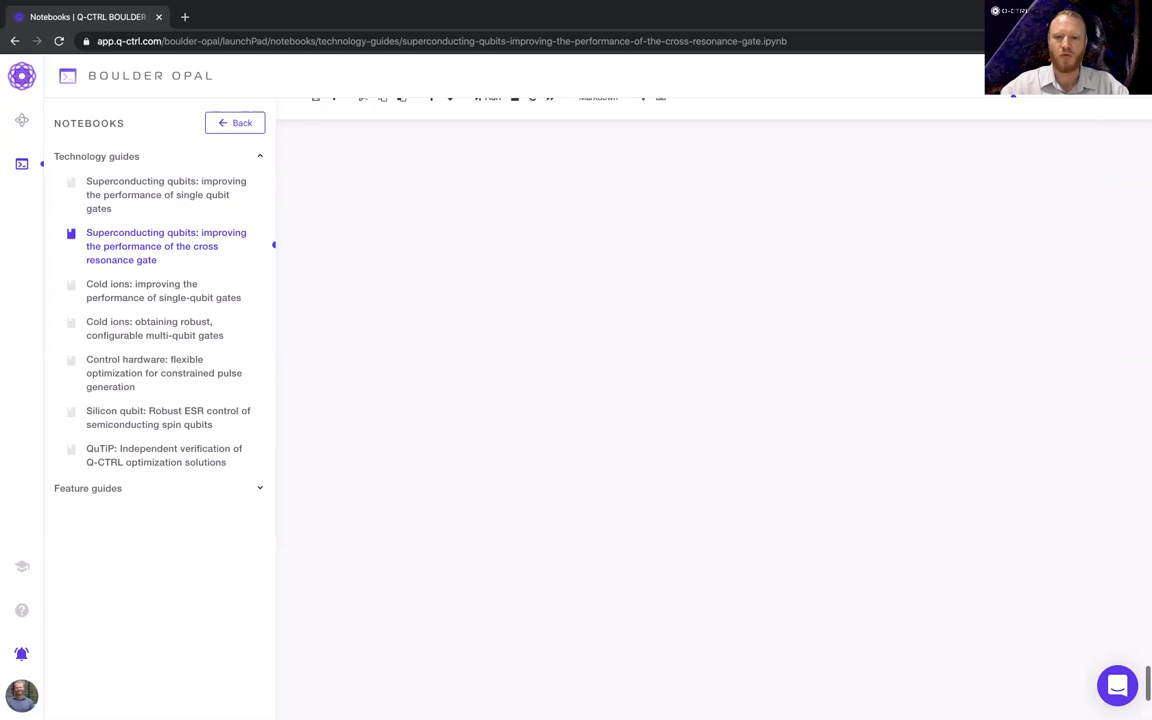 Notebooks | Q-CTRL BOULDER
Q-CTRL
app.q-ctrl.com/boulder-opal/launchPad/notebooks/technology-guides/superconducting-qubits-improving-the-performance-of-the-cross-resonance-gate.ipynb
BOULDER OPAL
Run
Markdown
NOTEBOOKS
Back
Technology guides
Superconducting qubits: improving
the performance of single qubit
gates
Superconducting qubits: improving
the performance of the cross
resonance gate
Cold ions: improving the
performance of single-qubit gates
Cold ions: obtaining robust,
configurable multi-qubit gates
Control hardware: flexible
optimization for constrained pulse
generation
Silicon qubit: Robust ESR control of
semiconducting spin qubits
QuTiP: Independent verification of
Q-CTRL optimization solutions
Feature guides